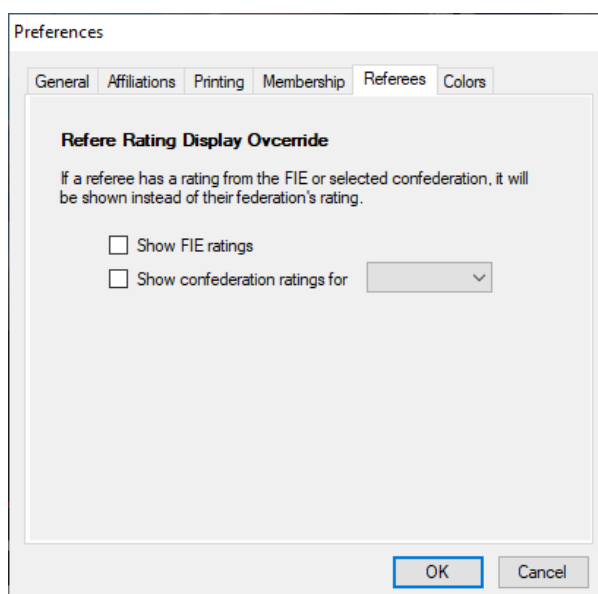 Preferences
General Affiliations Printing Membership Referees Colors
Refere Rating Display Ovcerride
If a referee has a rating from the FIE or selected confederation, it will
be shown instead of their federation's rating.
Show FIE ratings
Show confederation ratings for
OK Cancel